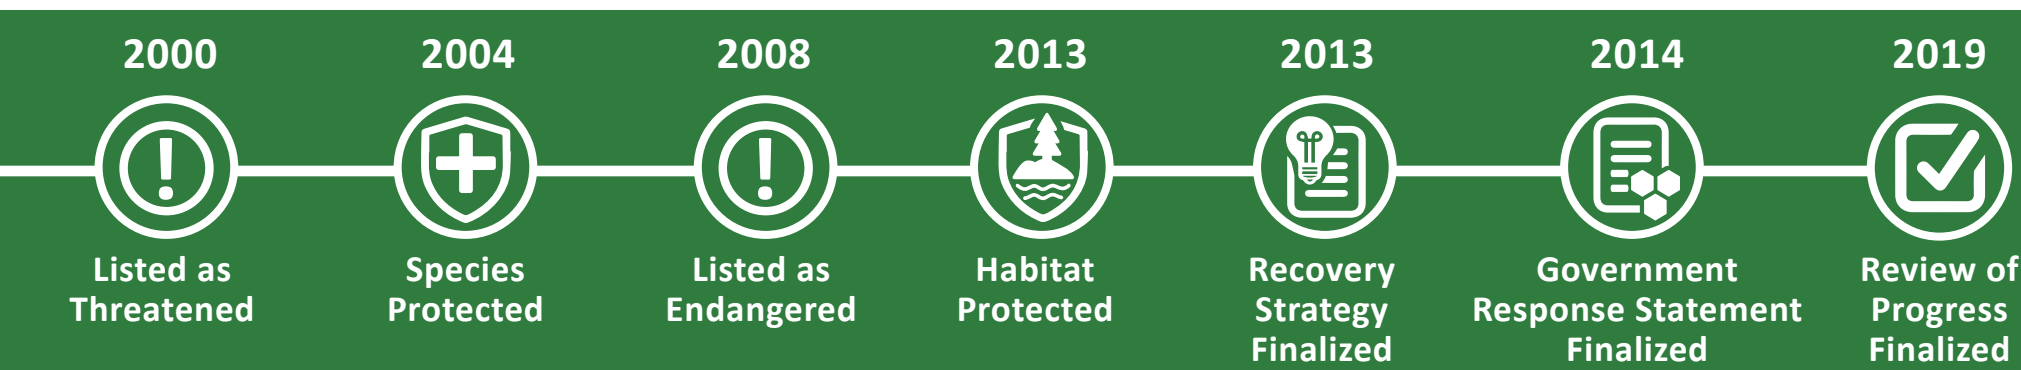 2000
Listed as
Threatened
2004
Species
Protected
2008
Listed as
Endangered
2013
Habitat
Protected
2013
Recovery
Strategy
Finalized
2014
Government
Response Statement
Finalized
2019
Review of
Progress
Finalized